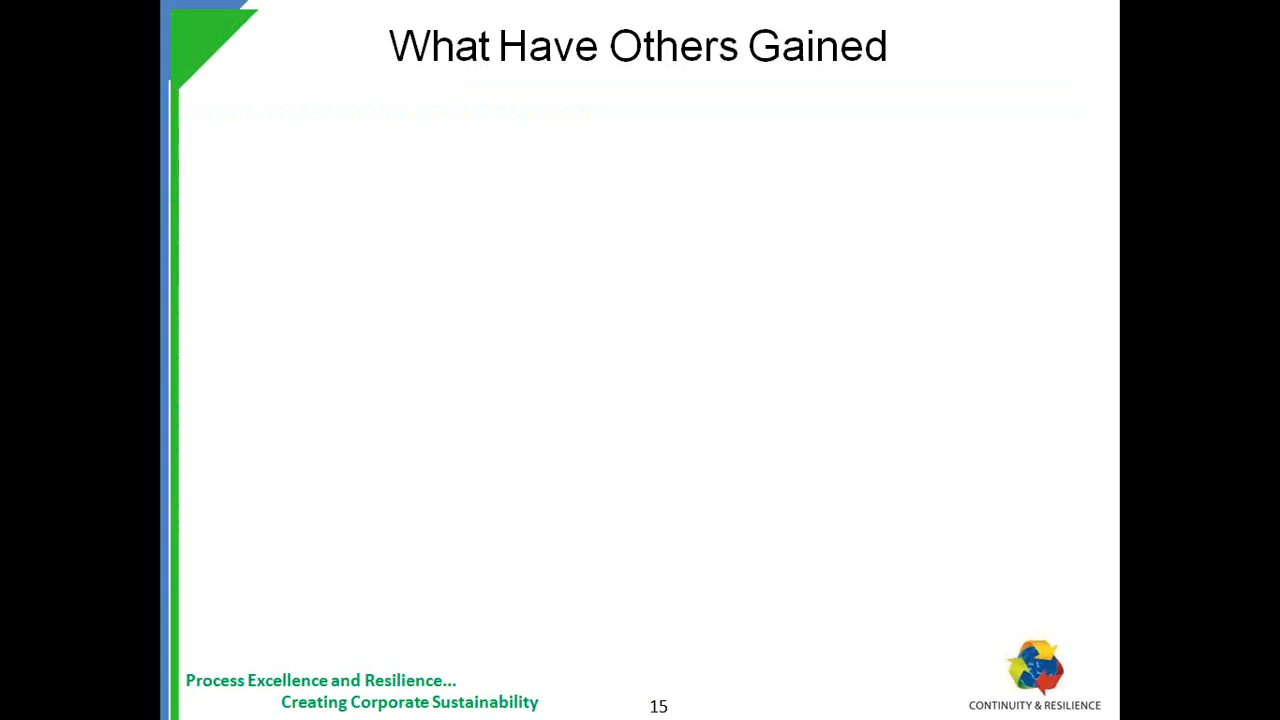 What Have Others Gained
Process Excellence and Resilience...
Creating Corporate Sustainability
15
CONTINUITY & RESILIENCE